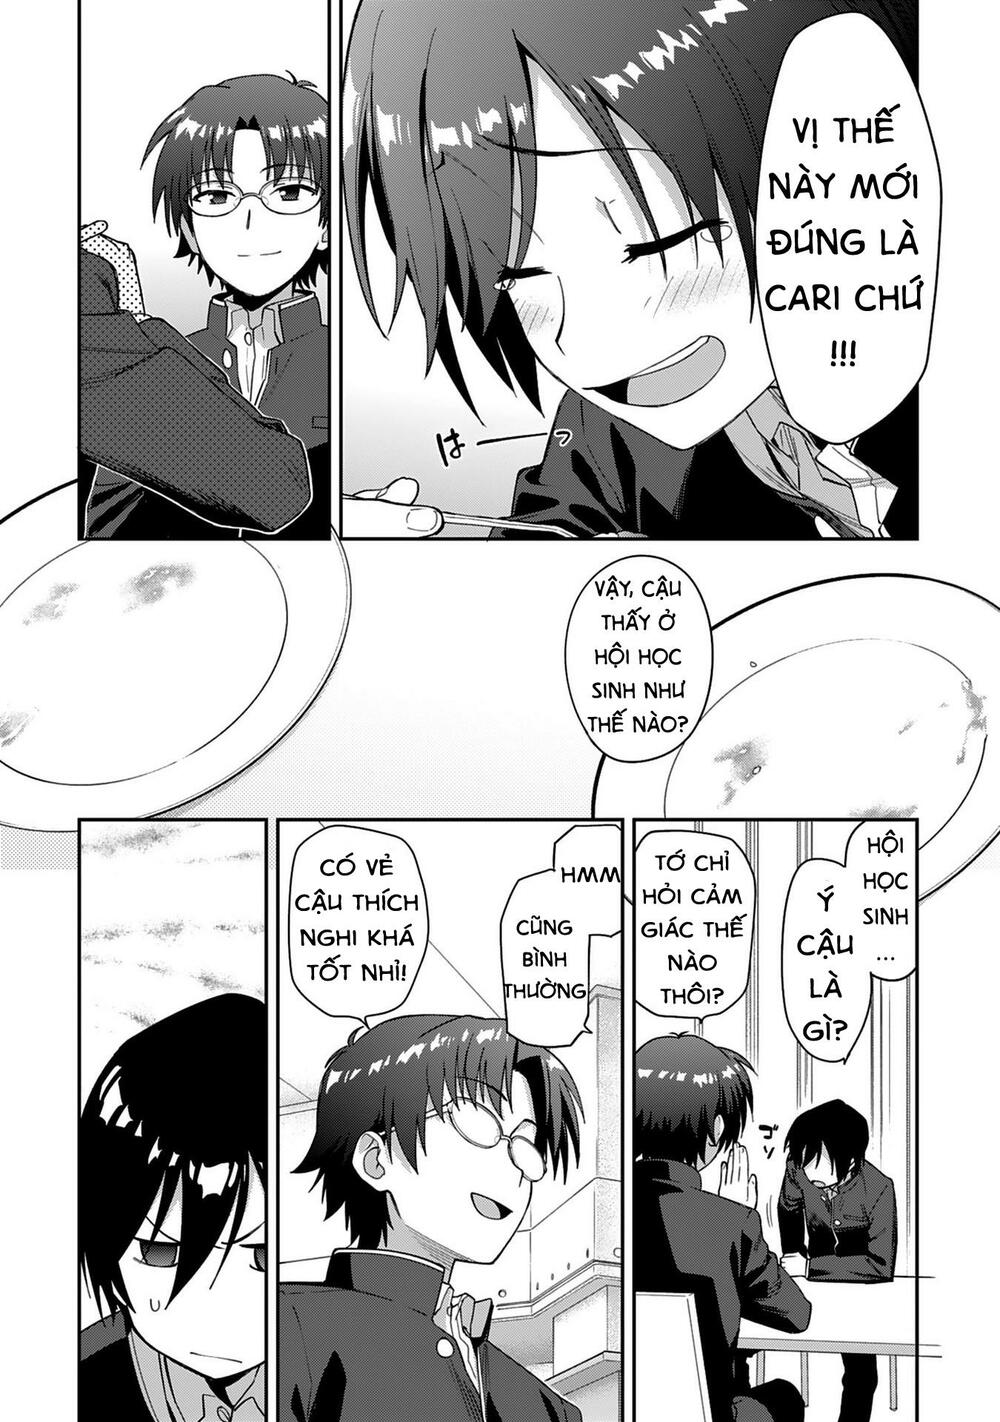 VỊ THẾ
NÀY MỚI
ĐÚNG LÀ
CARI CHỨ
!!!
は
っ
VẬY, CẬU
THẤY Ở
HỘI HỌC
SINH NHƯ
THẾ NÀO?
HỘI
HỌC
SINH
...
Ý
CẬU
LÀ
GÌ?
TỚ CHỈ
HỎI CẢM
GIÁC THẾ
NÀO
THÔI?
HMM
CŨNG
BÌNH
THƯỜNG
CÓ VẺ
CẬU THÍCH
NGHI KHÁ
TỐT NHỈ!